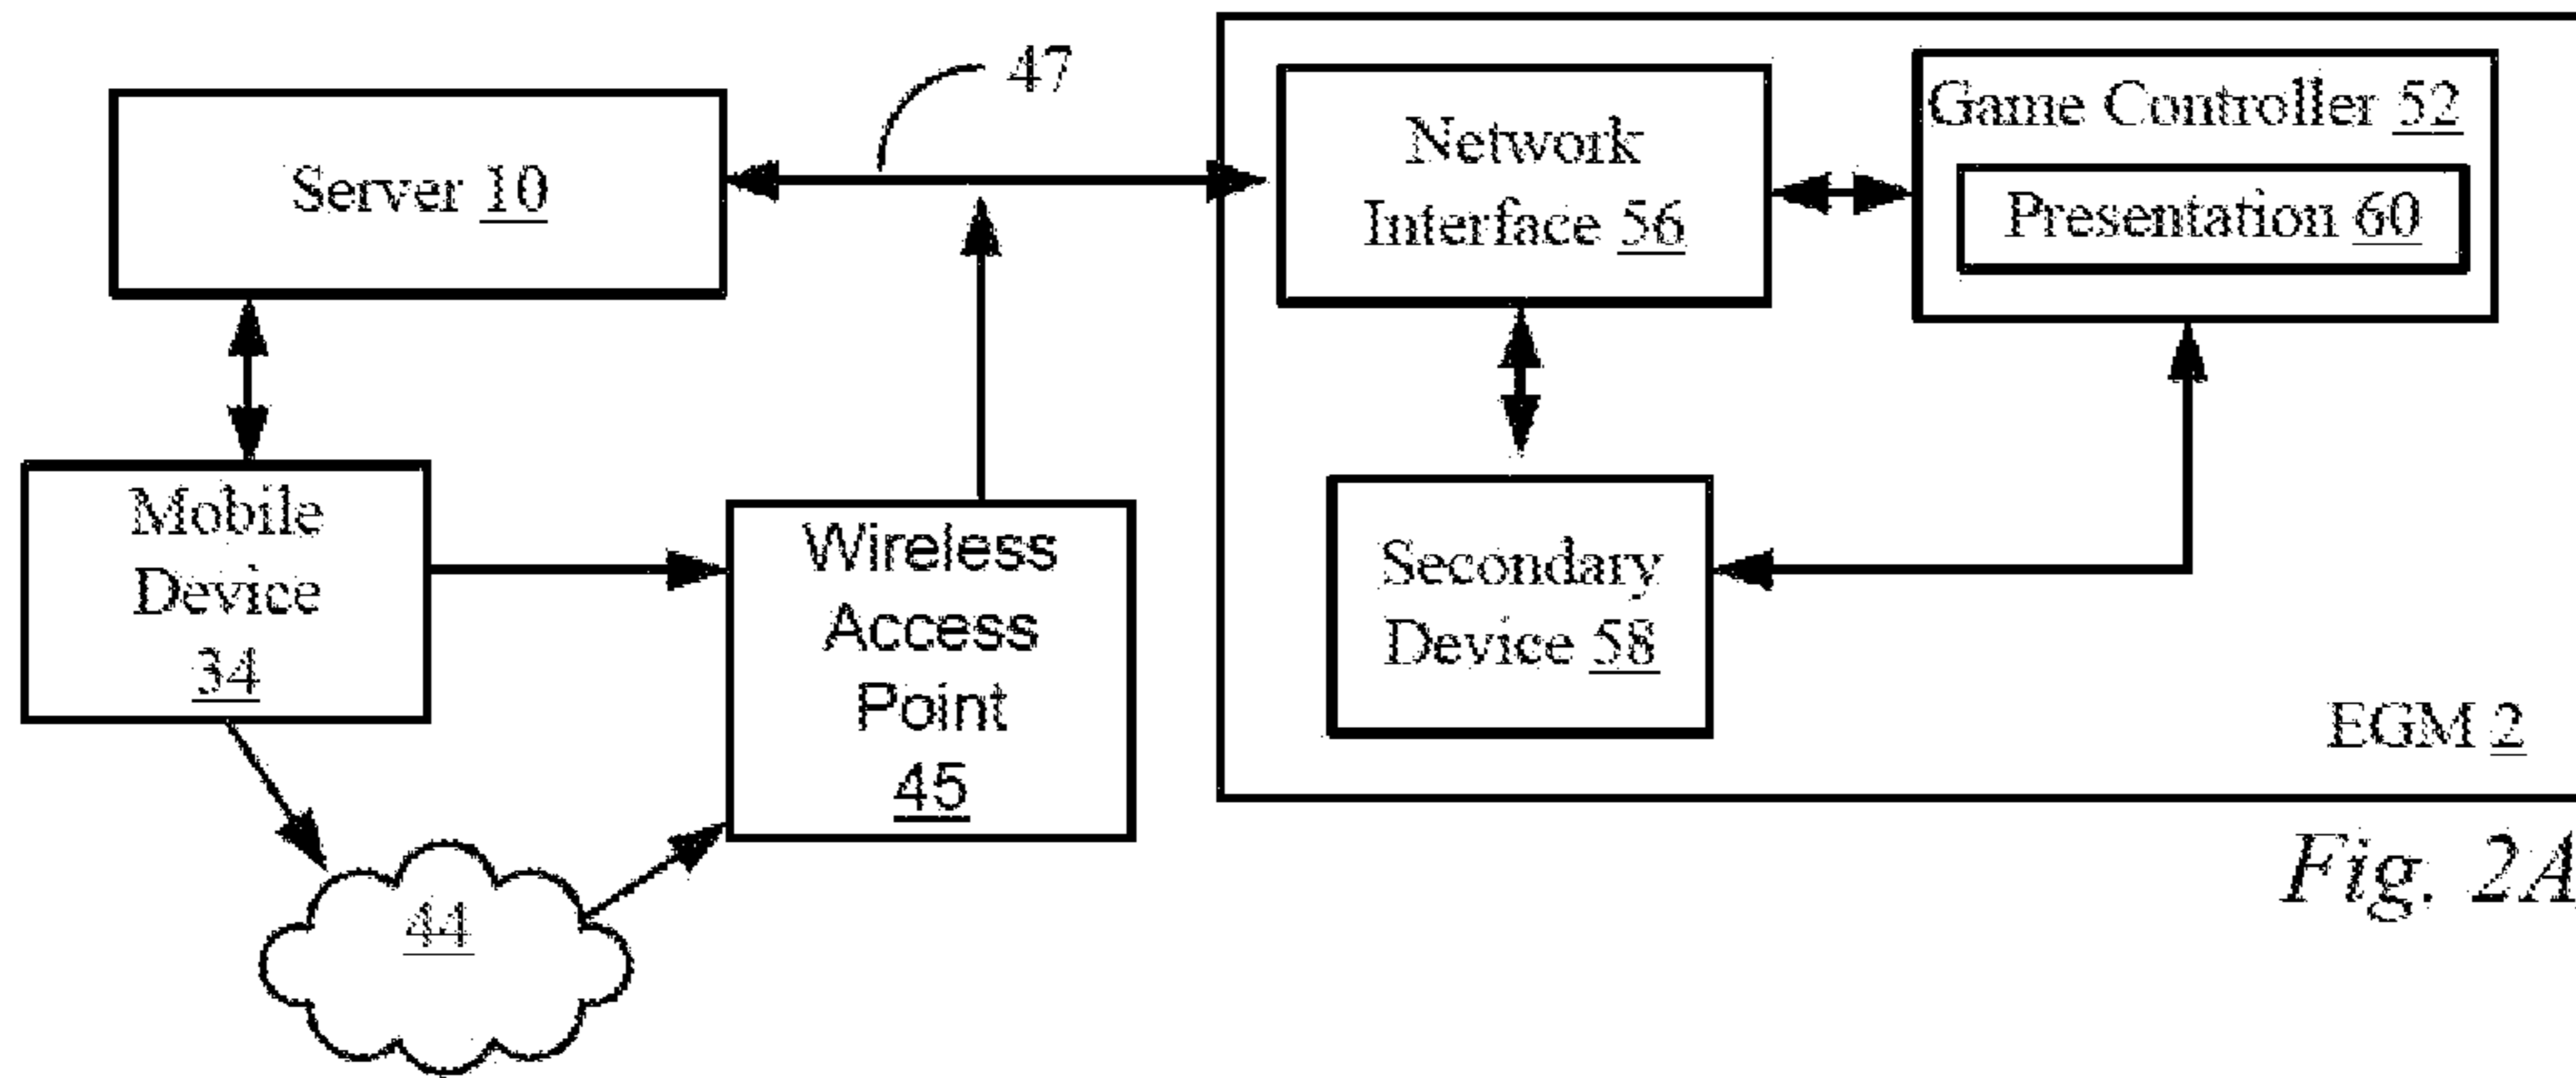 47
Server 10
Network
Interface 56
Game Controller 52
Presentation 60
Mobile
Device
34
Wireless
Access
Point
45
Secondary
Device 58
EGM 2
44
Fig. 2A